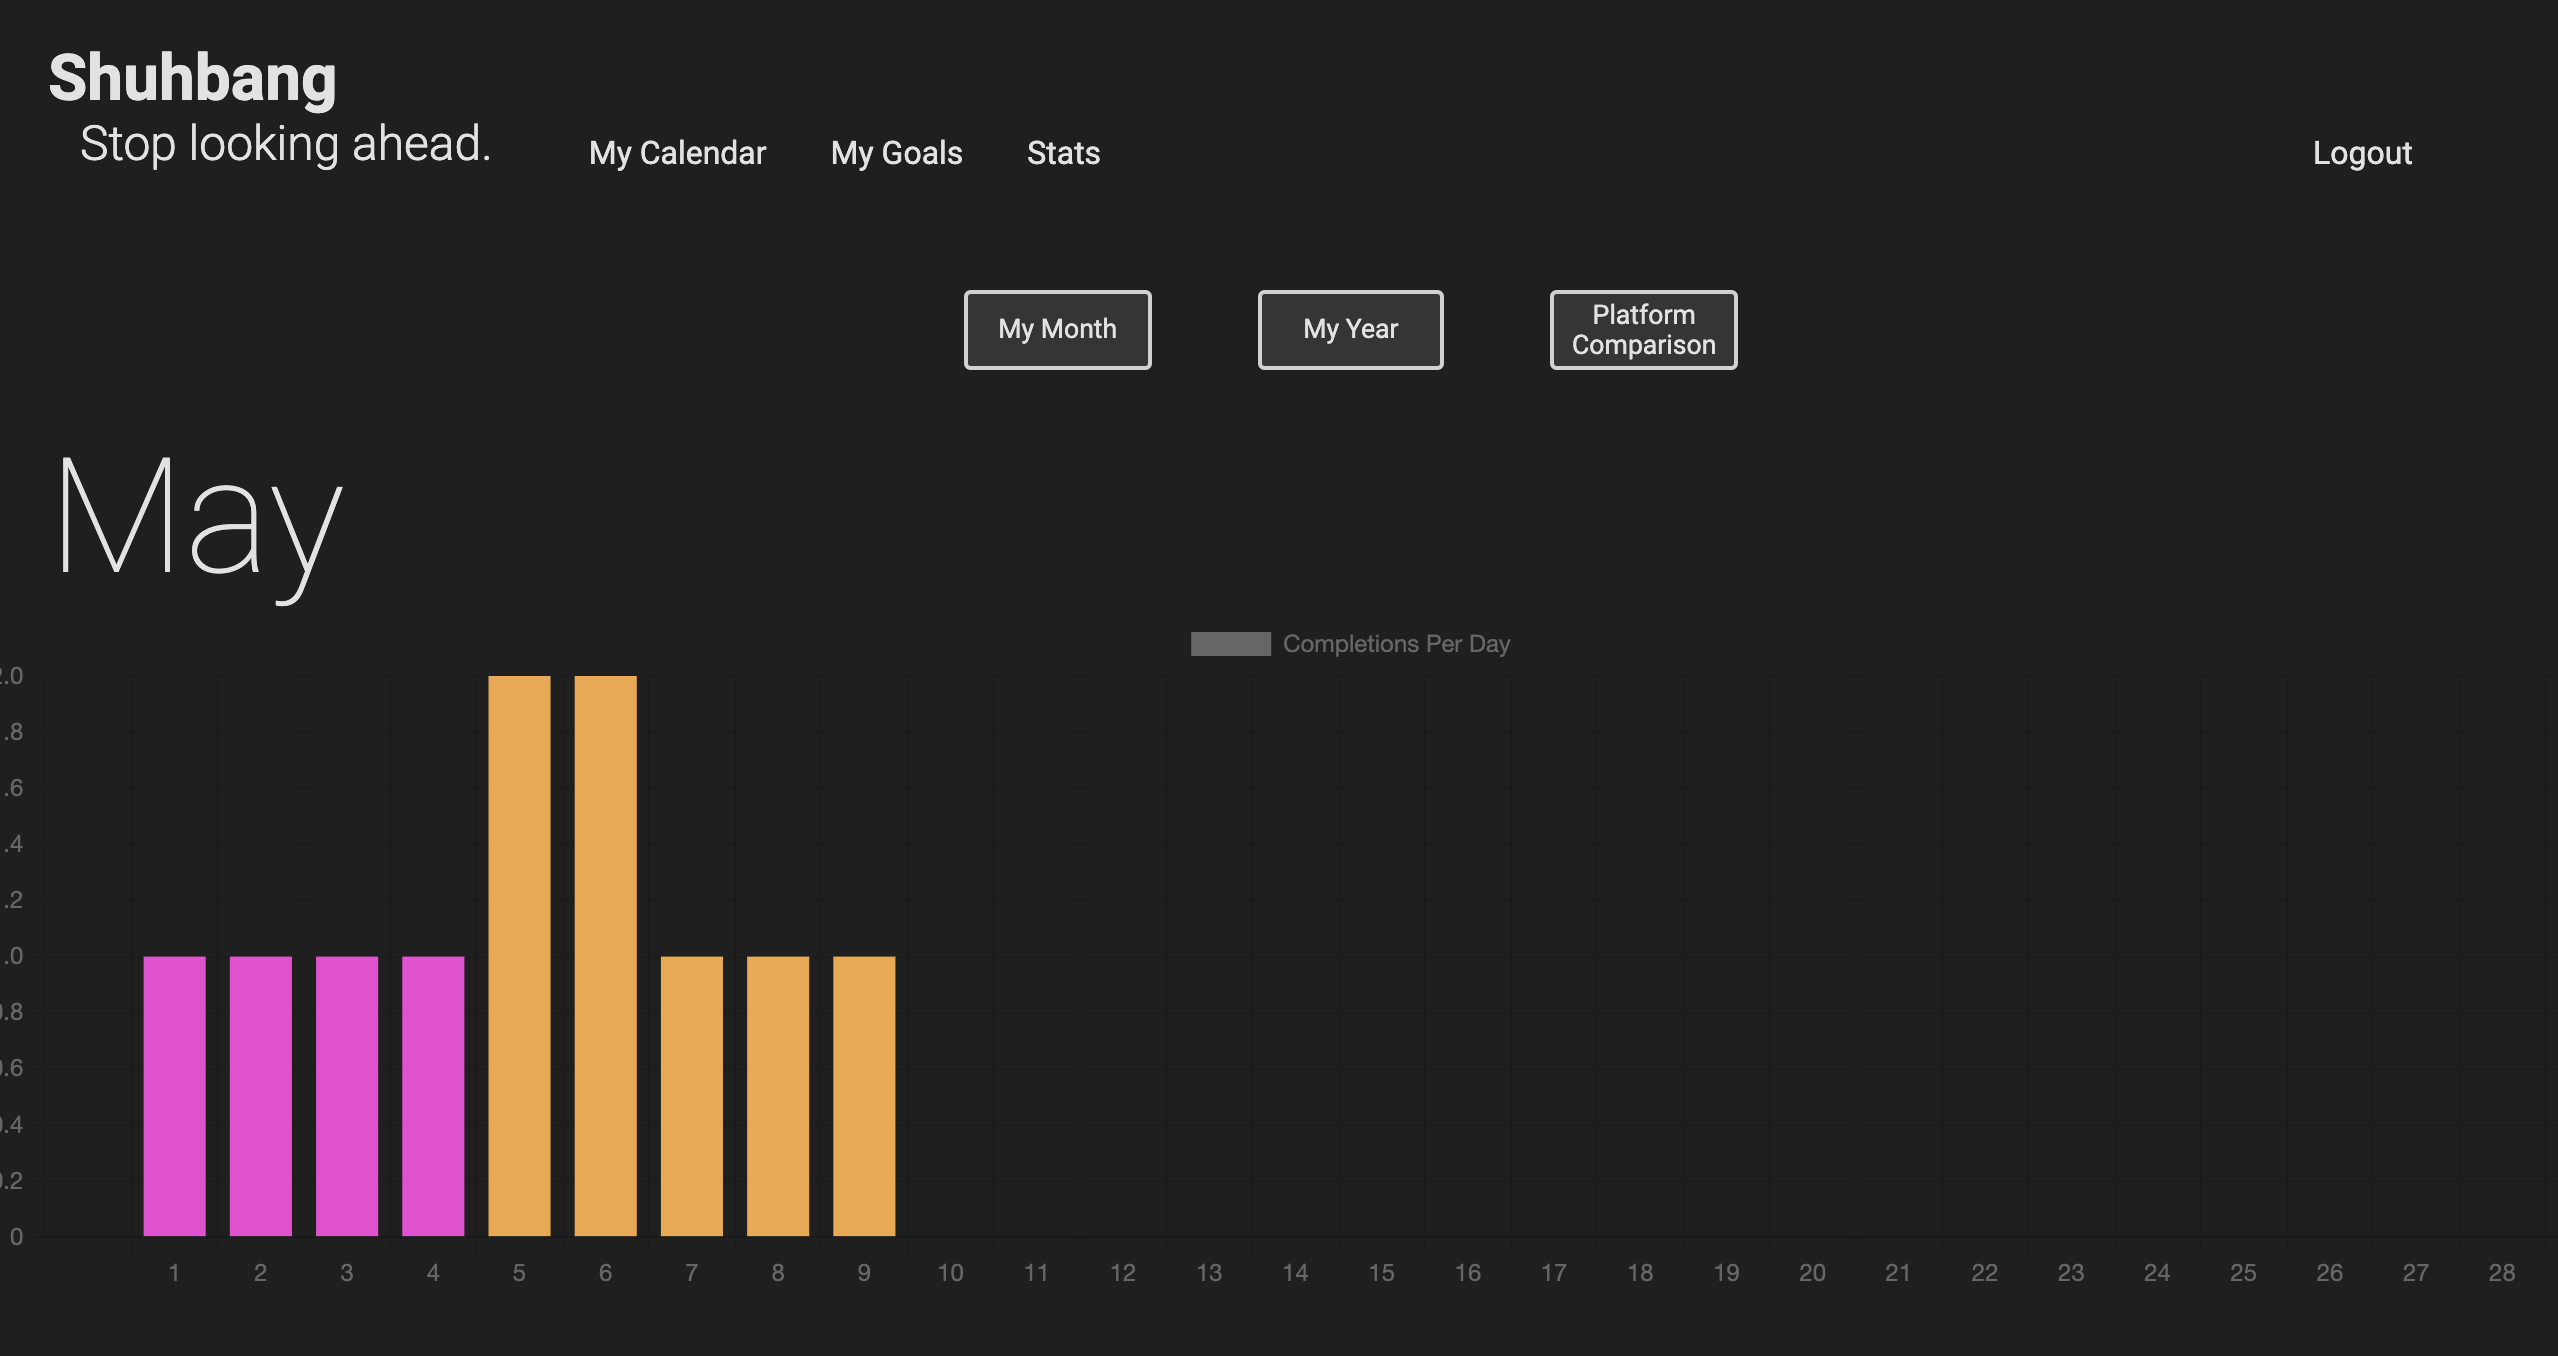 Shuhbang
Stop looking ahead.
My Calendar My Goals Stats Logout
My Month My Year Platform Comparison
May
Completions Per Day
.0
.8
.6
.4
.2
.0
.8
.6
.4
.2
0
1 2 3 4 5 6 7 8 9 10 11 12 13 14 15 16 17 18 19 20 21 22 23 24 25 26 27 28